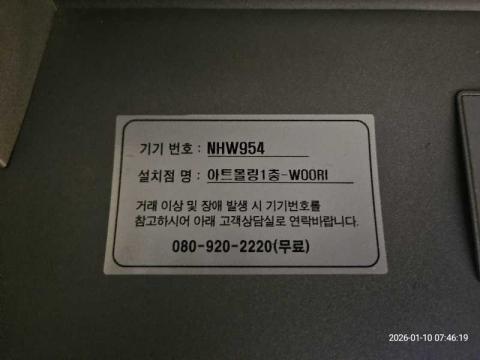 기기 번호 : NHW954
설치점 명 : 아트몰링1층-WOORI
거래 이상 및 장애 발생 시 기기번호를
참고하시어 아래 고객상담실로 연락바랍니다.
080-920-2220(무료)
2026-01-10 07:46:19